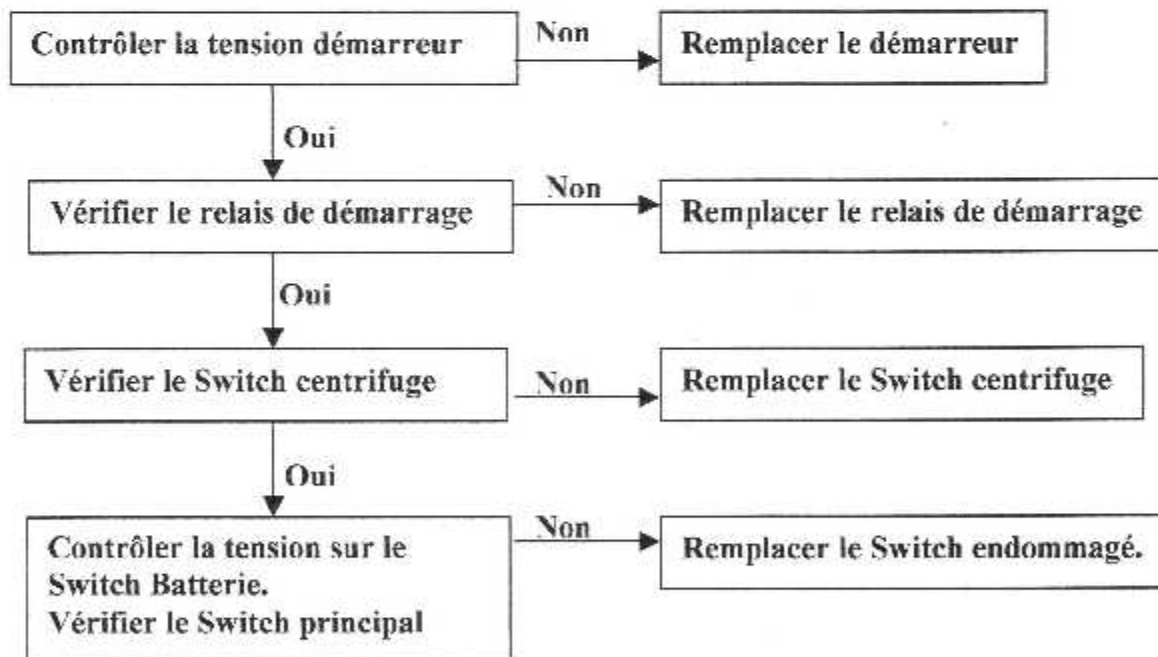 Contrôler la tension démarreur
Non
Remplacer le démarreur
Oui
Vérifier le relais de démarrage
Non
Remplacer le relais de démarrage
Oui
Vérifier le Switch centrifuge
Non
Remplacer le Switch centrifuge
Oui
Contrôler la tension sur le
Switch Batterie.
Vérifier le Switch principal
Non
Remplacer le Switch endommagé.